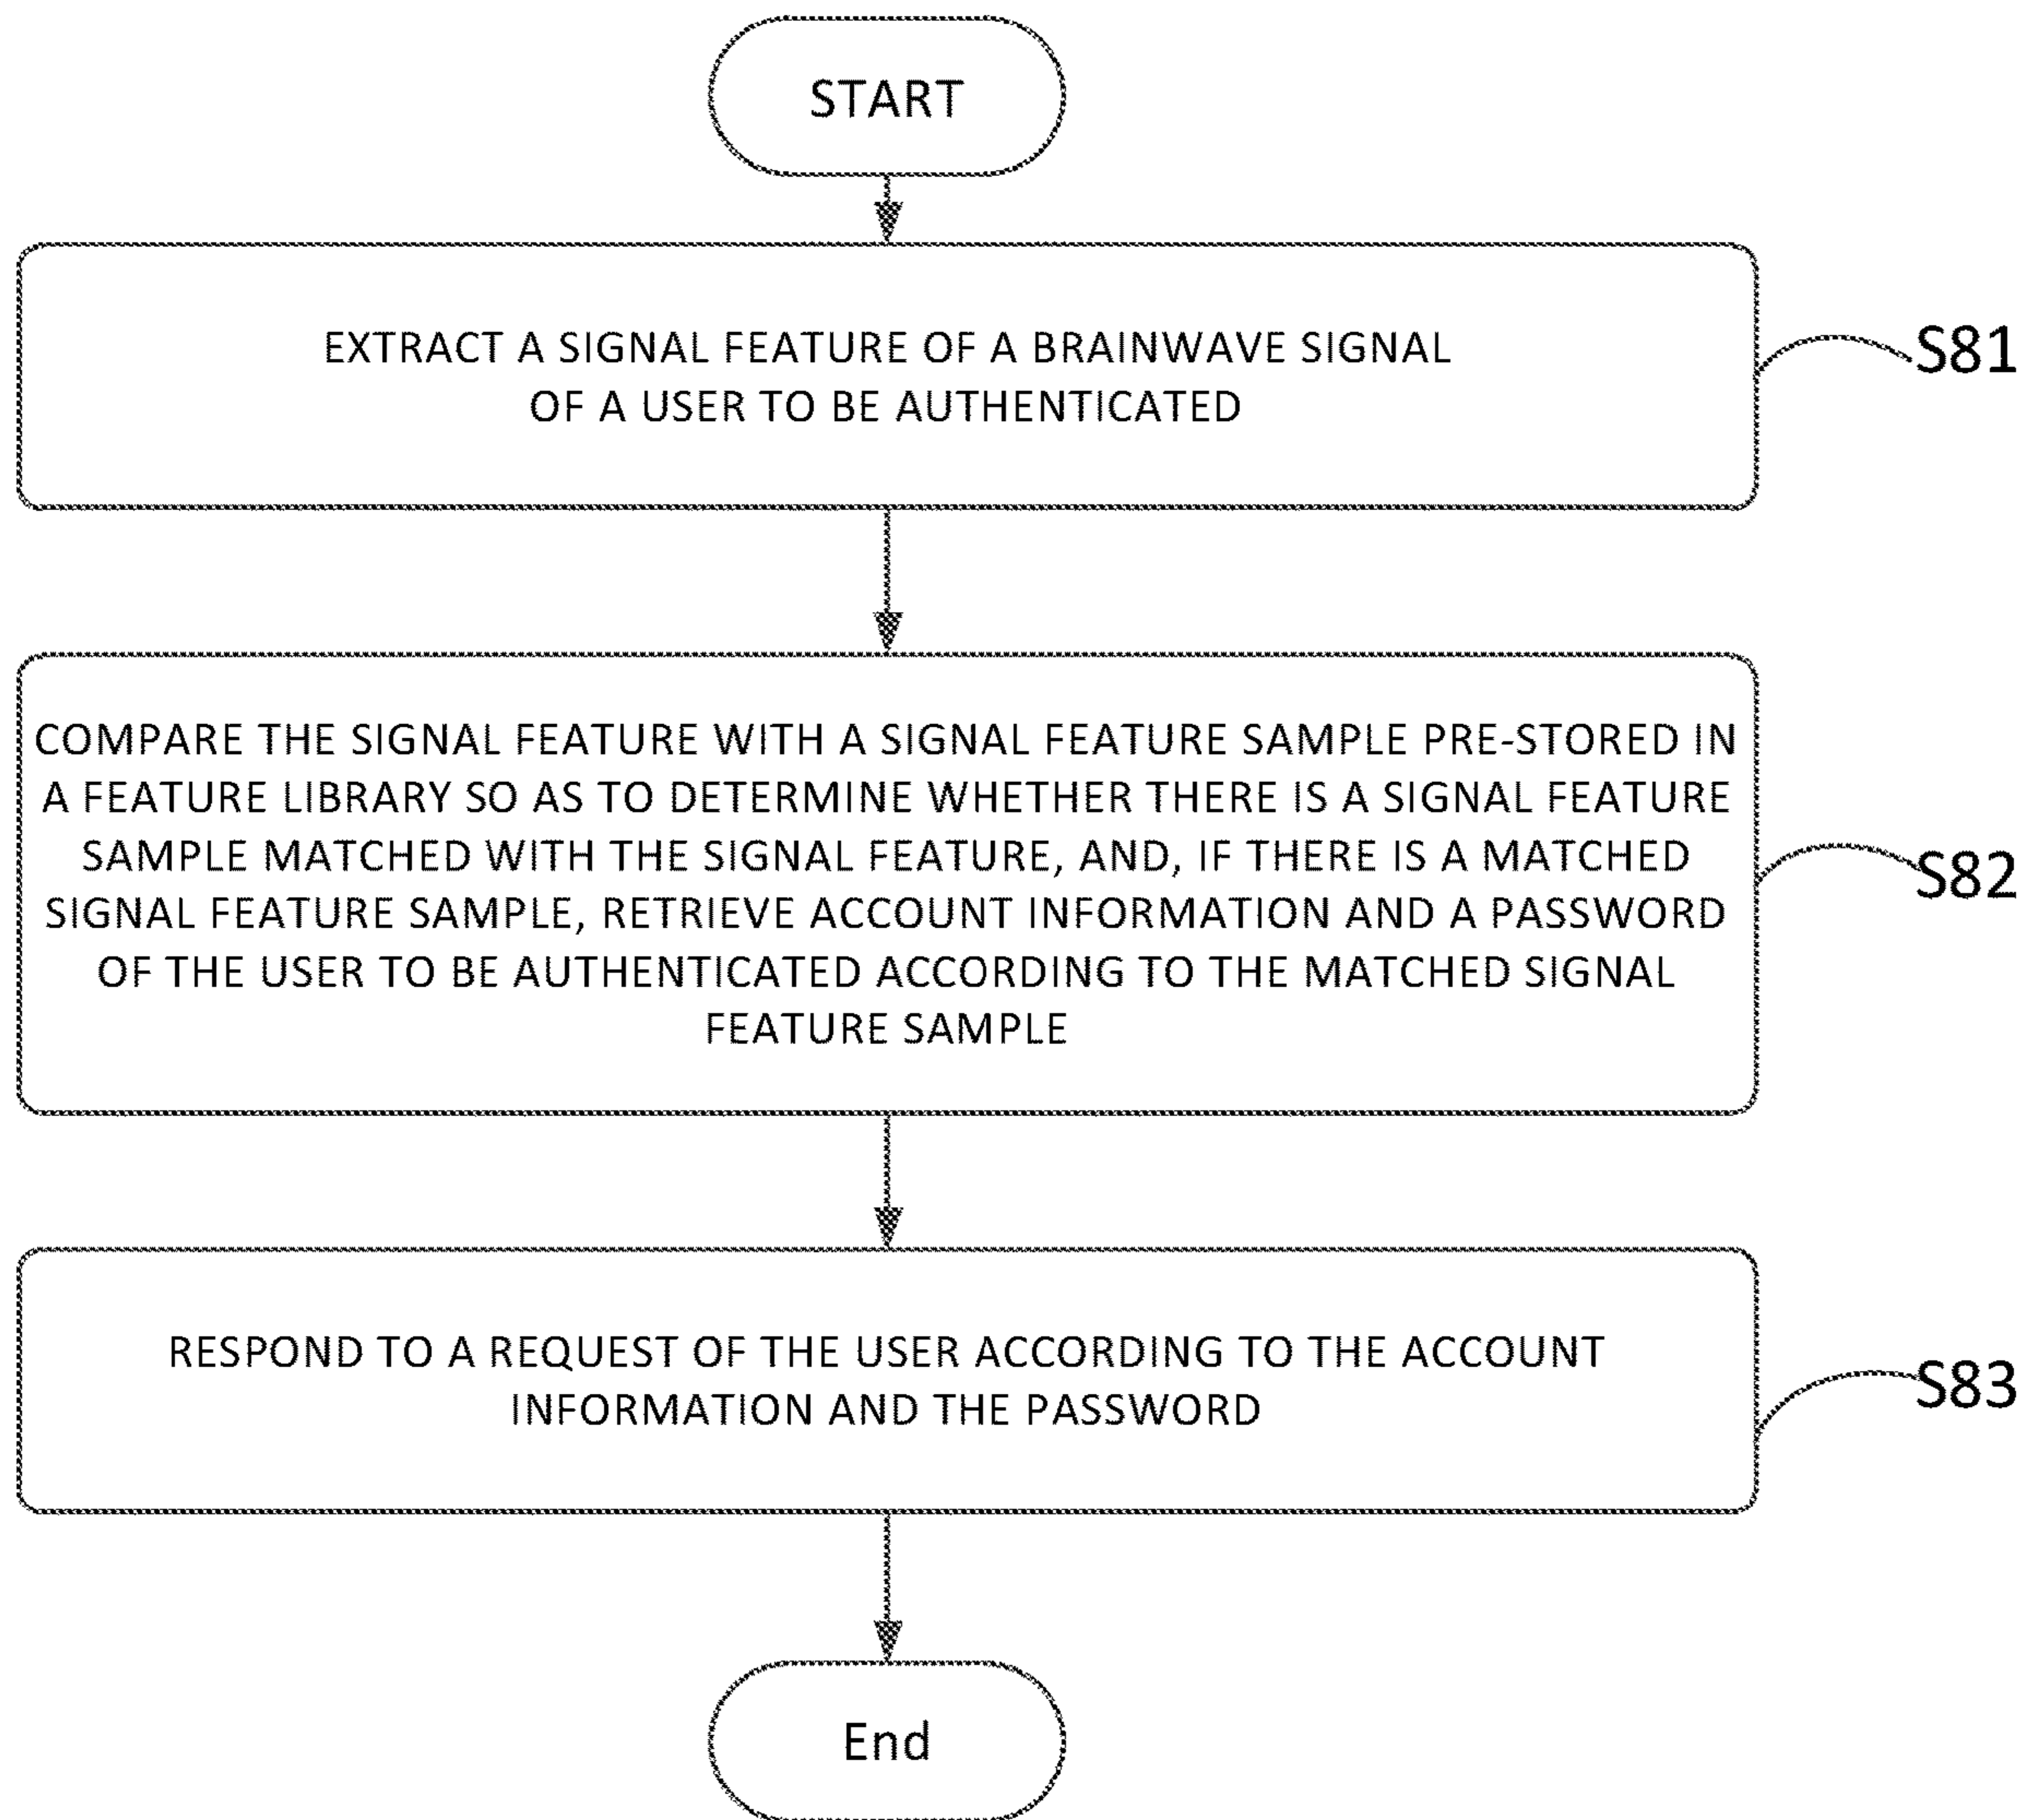 START
EXTRACT A SIGNAL FEATURE OF A BRAINWAVE SIGNAL
OF A USER TO BE AUTHENTICATED
S81
COMPARE THE SIGNAL FEATURE WITH A SIGNAL FEATURE SAMPLE PRE-STORED IN
A FEATURE LIBRARY SO AS TO DETERMINE WHETHER THERE IS A SIGNAL FEATURE
SAMPLE MATCHED WITH THE SIGNAL FEATURE, AND, IF THERE IS A MATCHED
SIGNAL FEATURE SAMPLE, RETRIEVE ACCOUNT INFORMATION AND A PASSWORD
OF THE USER TO BE AUTHENTICATED ACCORDING TO THE MATCHED SIGNAL
FEATURE SAMPLE
S82
RESPOND TO A REQUEST OF THE USER ACCORDING TO THE ACCOUNT
INFORMATION AND THE PASSWORD
S83
End